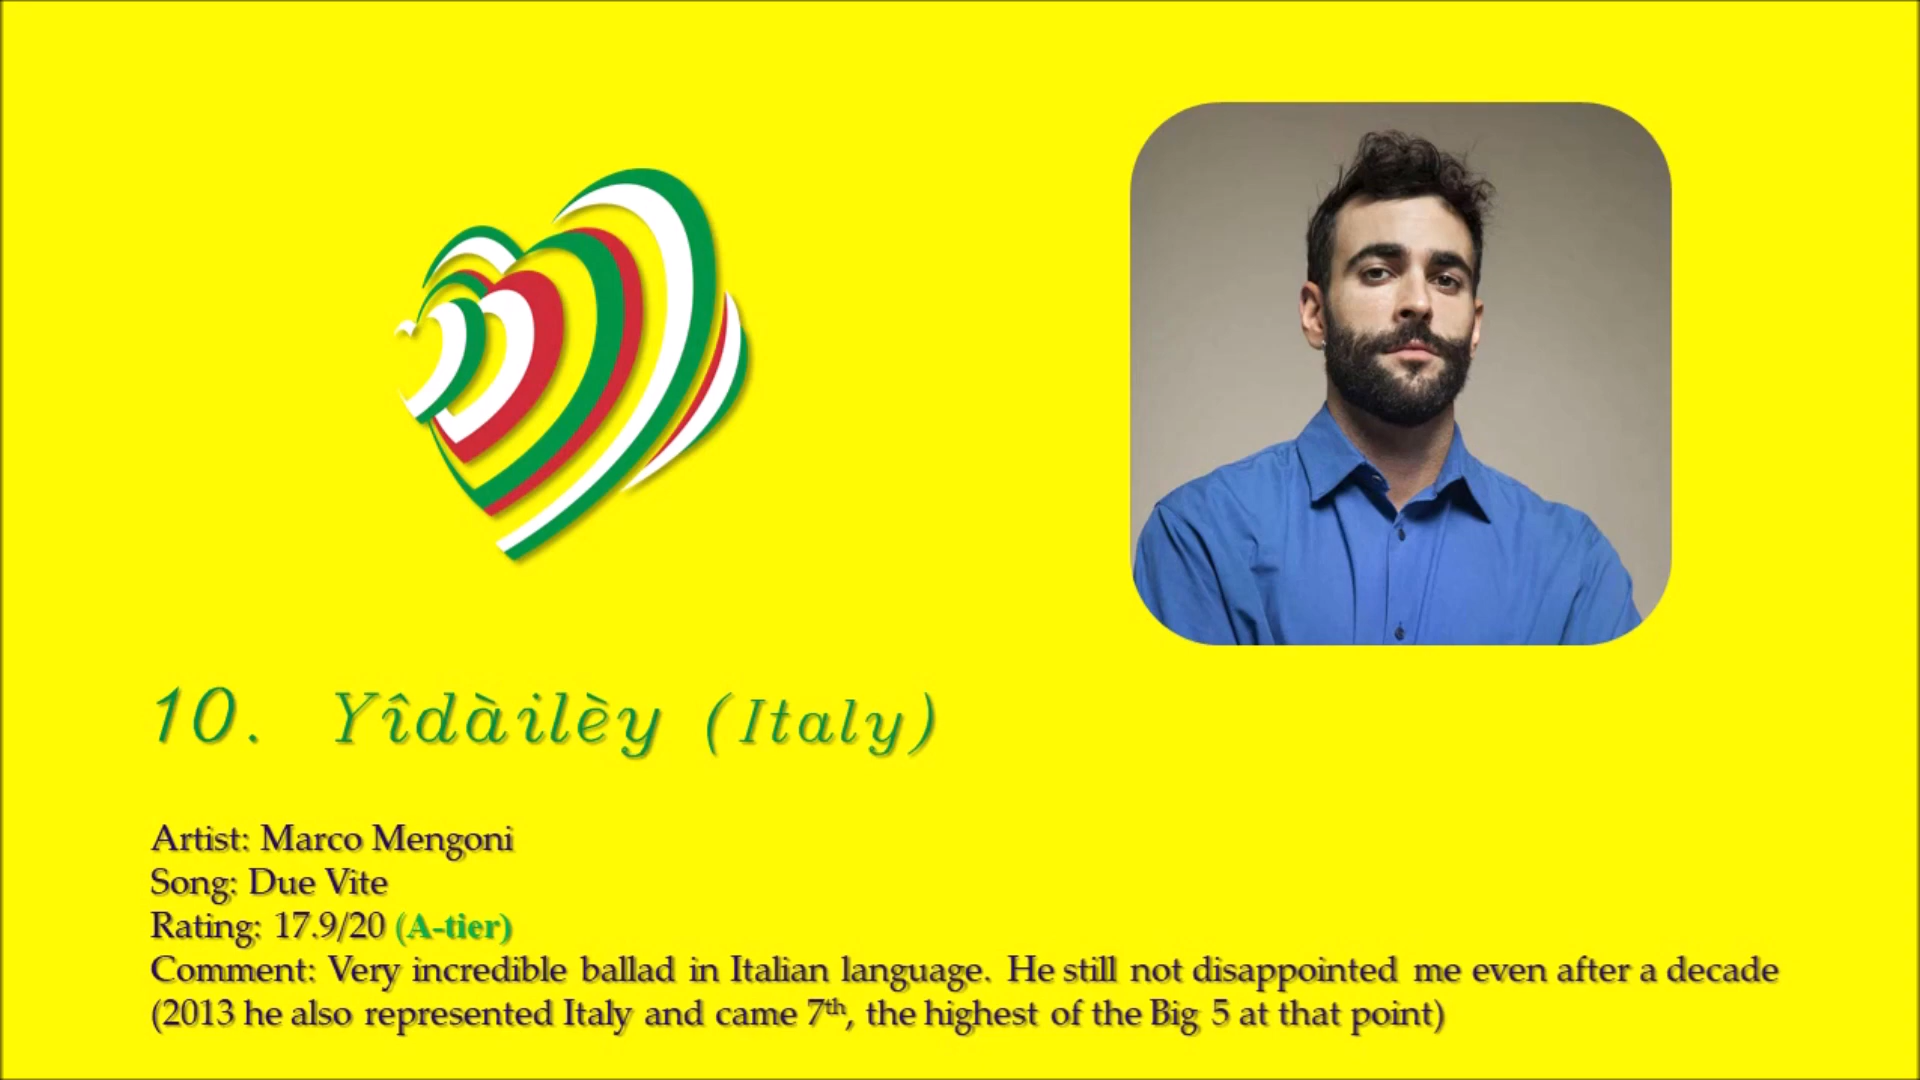 10. Yîdàilèy (Italy)
Artist: Marco Mengoni
Song: Due Vite
Rating: 17.9/20 (A-tier)
Comment: Very incredible ballad in Italian language. He still not disappointed me even after a decade
(2013 he also represented Italy and came 7th, the highest of the Big 5 at that point)